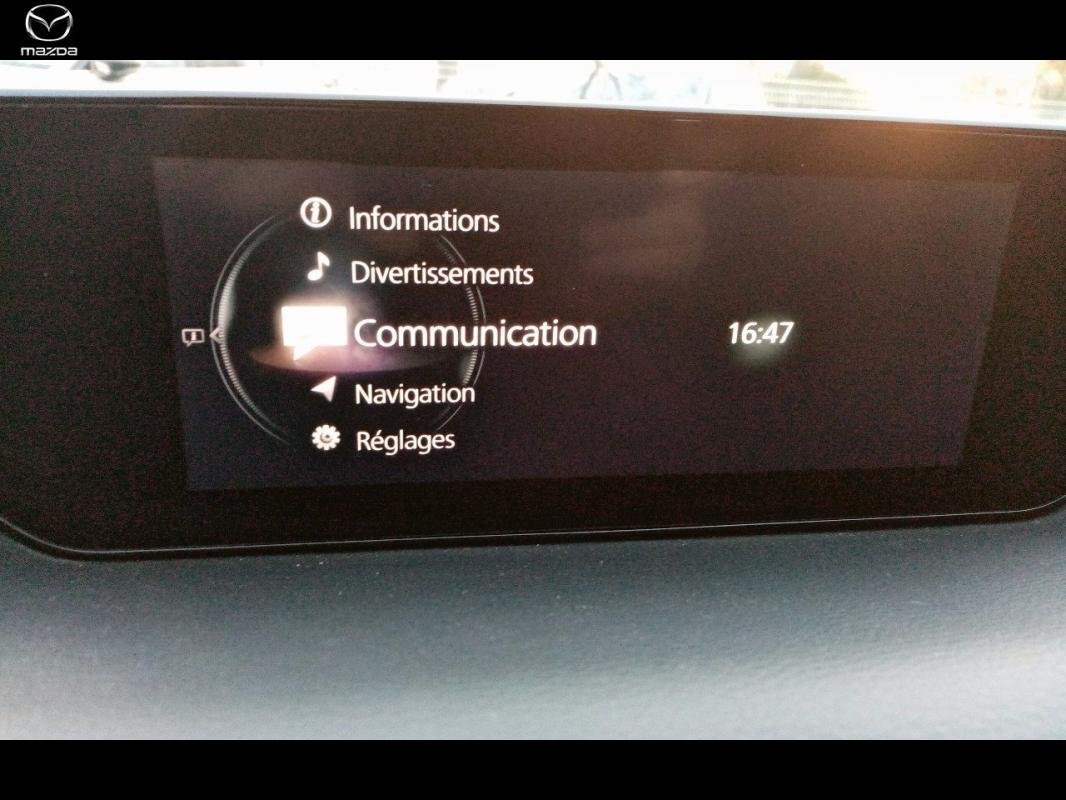 mazda
Informations
Divertissements
Communication
16:47
Navigation
Réglages